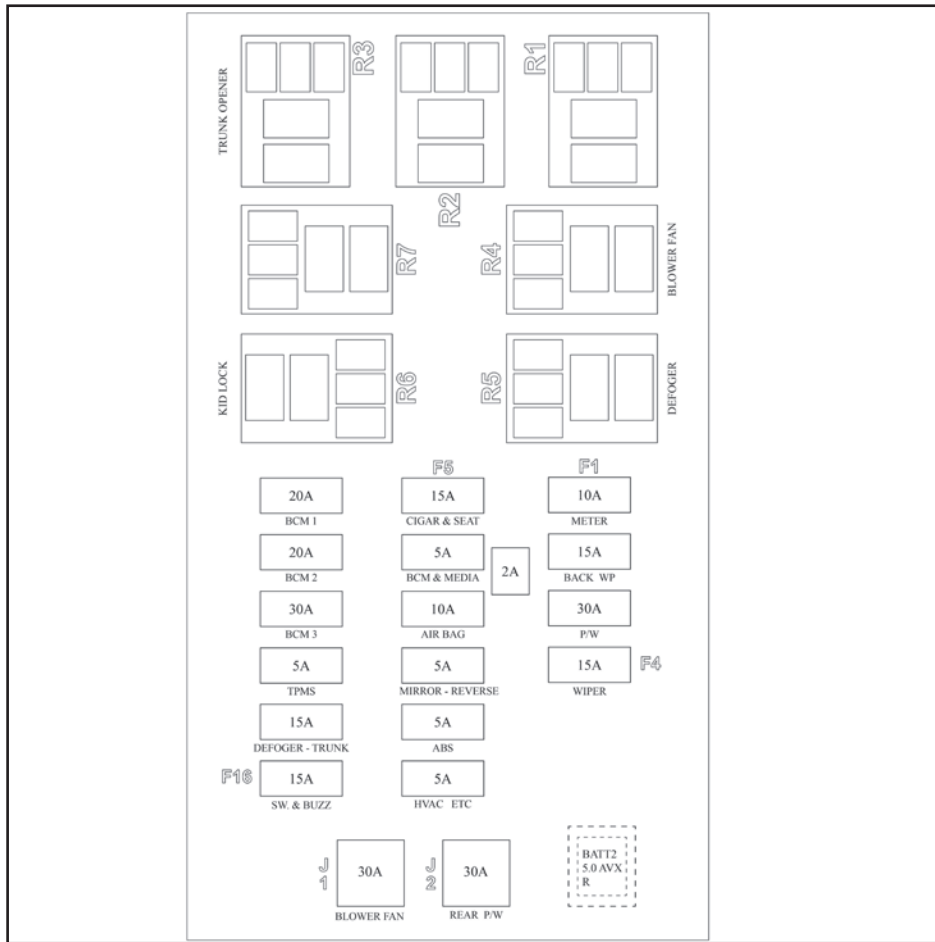 TRUNK OPENER
R3
R2
R1
R7
R4
BLOWER FAN
KID LOCK
R6
R5
DEFOGER
F5
F1
20A
15A
10A
BCM 1
CIGAR & SEAT
METER
20A
5A
2A
15A
BCM 2
BCM & MEDIA
BACK WP
30A
10A
30A
BCM 3
AIR BAG
P/W
5A
5A
15A
F4
TPMS
MIRROR - REVERSE
WIPER
15A
5A
DEFOGER - TRUNK
ABS
F16
15A
5A
SW. & BUZZ
HVAC ETC
J1
30A
J2
30A
BLOWER FAN
REAR P/W
BATT2
5.0 AVX
R